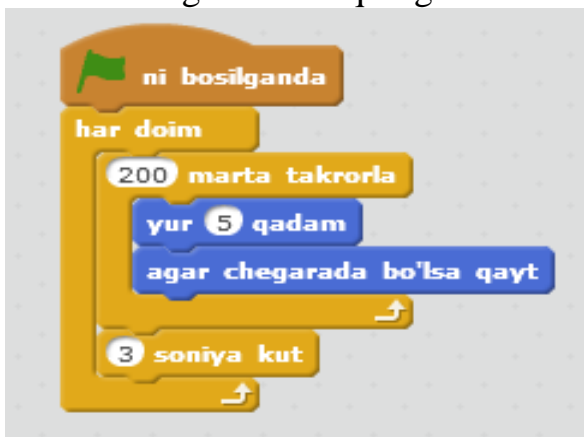 ni bosilganda
har doim
200 marta takrorla
yur 5 qadam
agar chegarada bo'lsa qayt
3 soniya kut